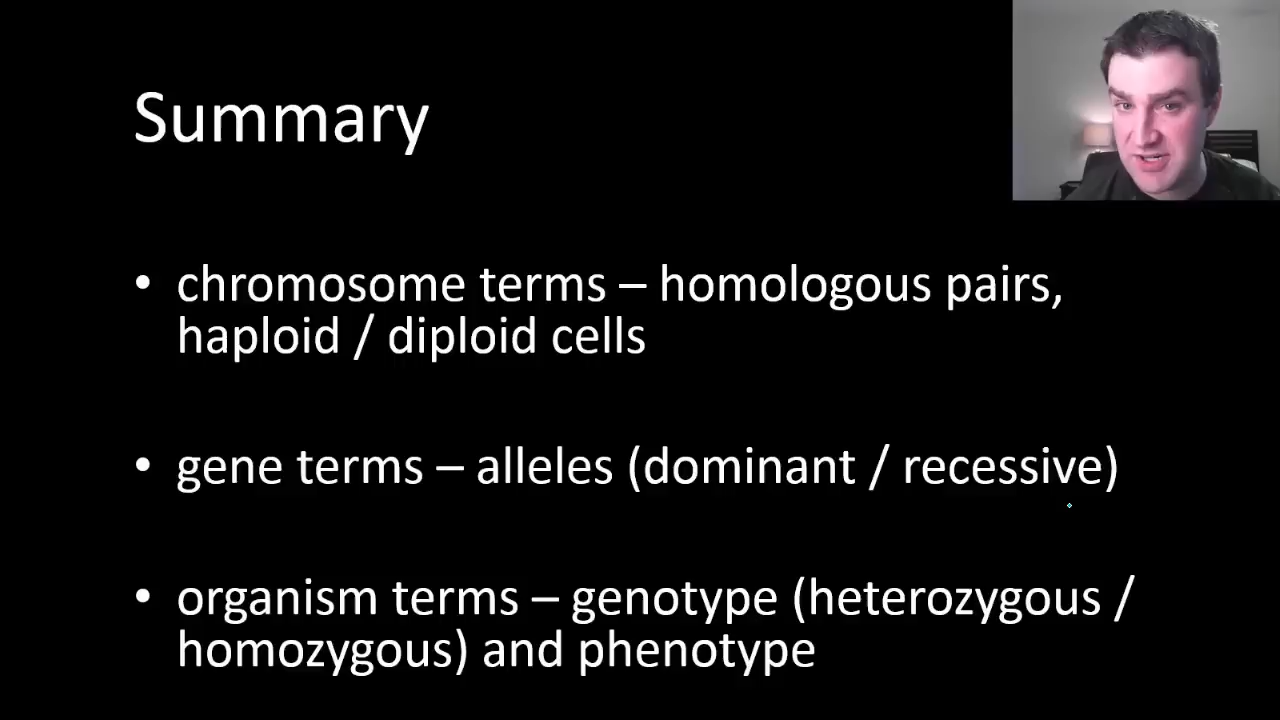 Summary
• chromosome terms – homologous pairs,
haploid / diploid cells
• gene terms – alleles (dominant / recessive)
• organism terms – genotype (heterozygous /
homozygous) and phenotype